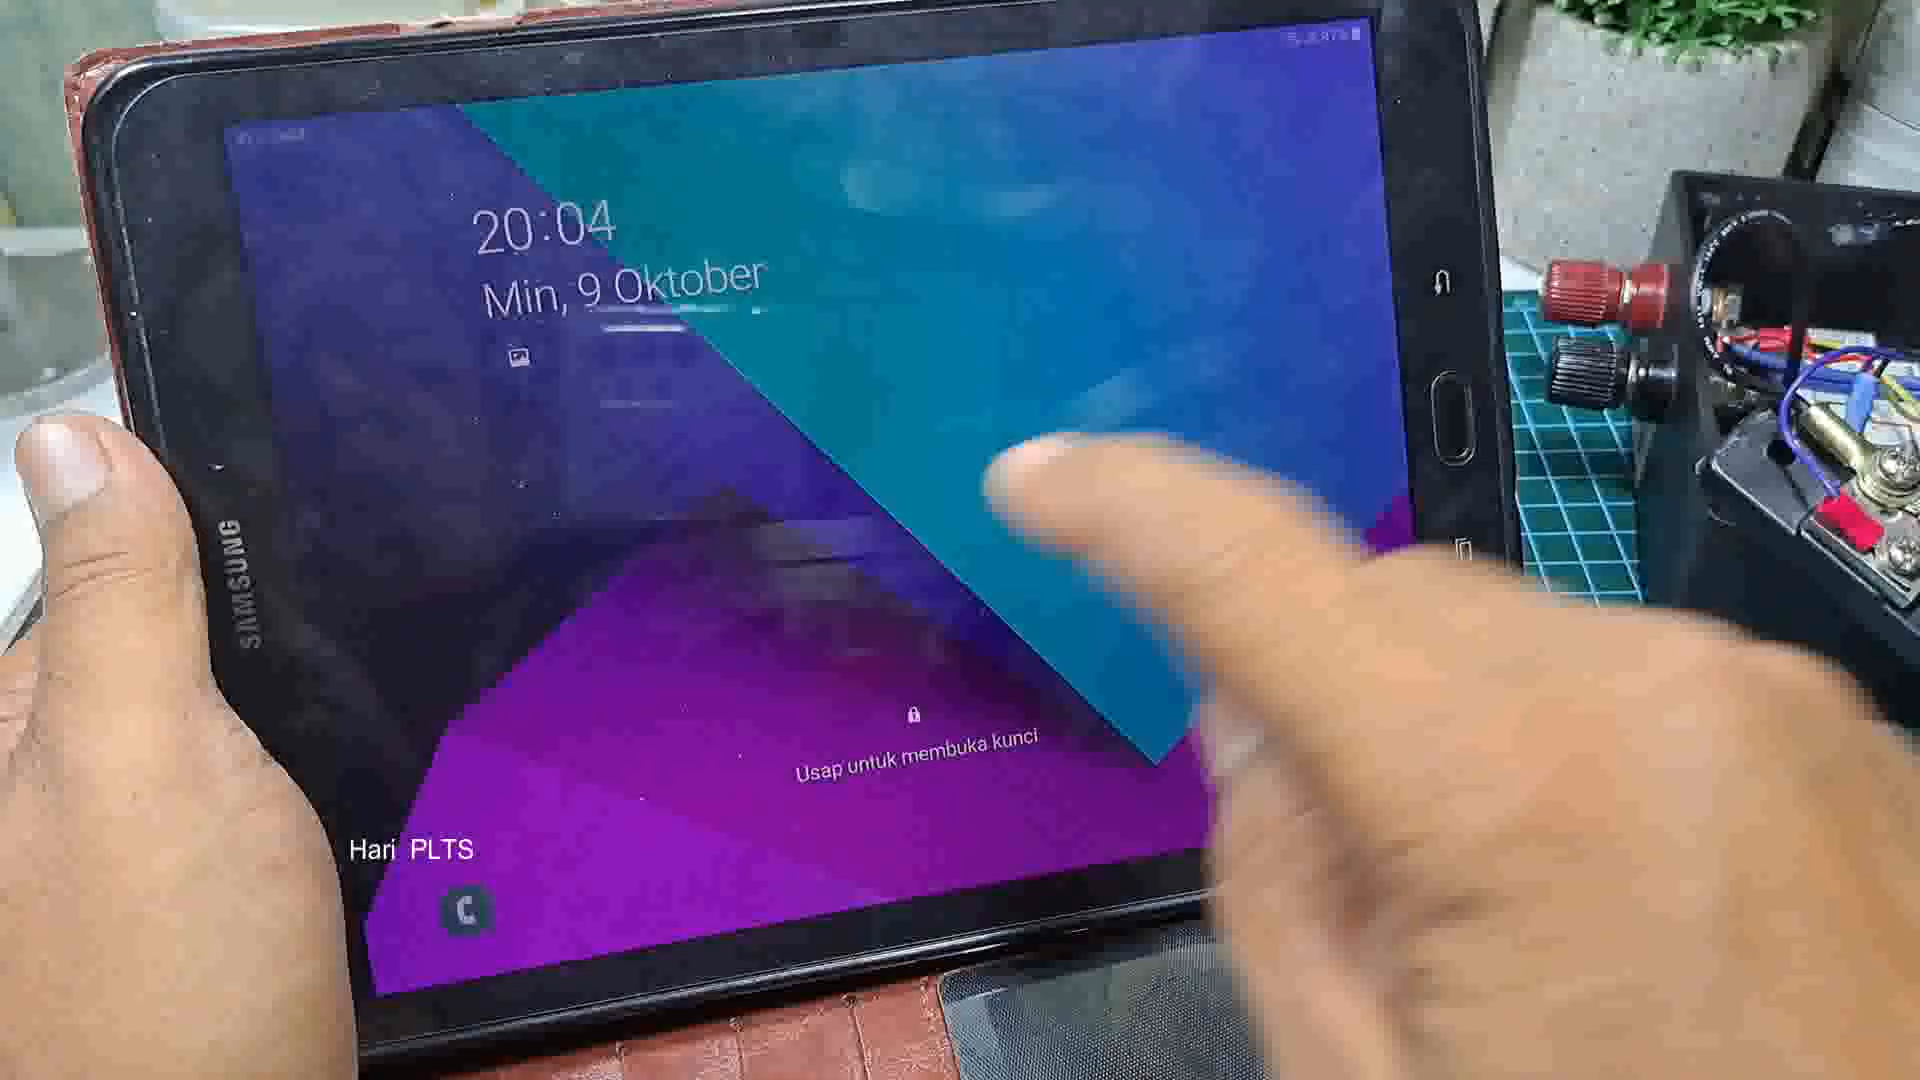 20:04
Min, 9 Oktober
SAMSUNG
Usap untuk membuka kunci
Hari PLTS